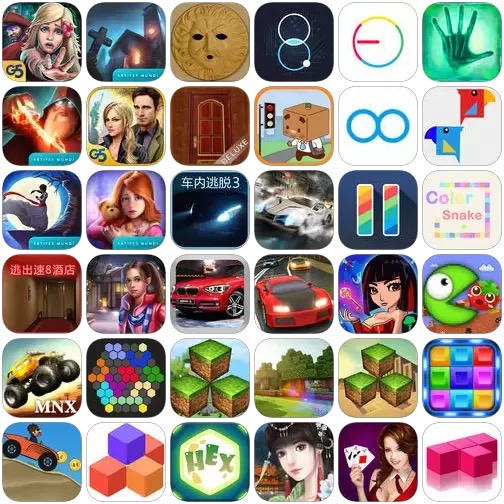 G5
ARTIFEX MUNDI
ARTIFEX MUNDI
G5
DELUXE
ARTIFEX MUNDI
车内逃脱3
Color
Snake
逃出速8酒店
MNX
HEX